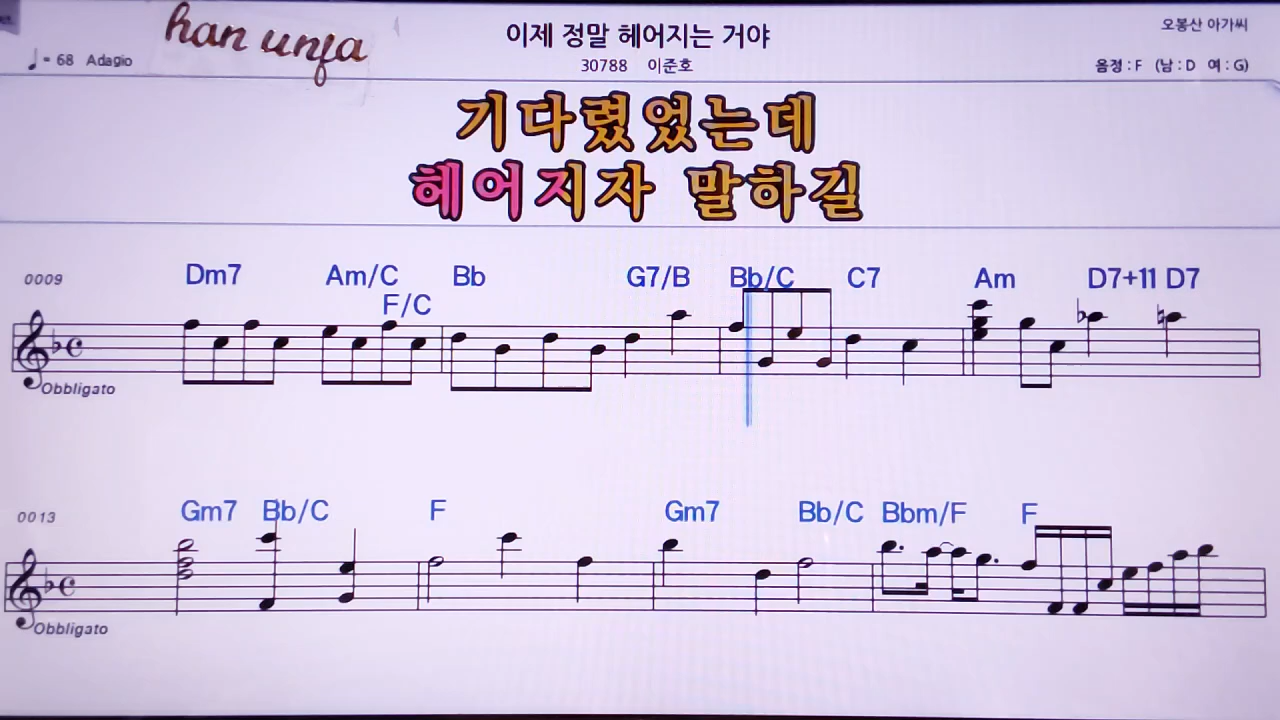 han unja
이제 정말 헤어지는 거야
오봉산 아가씨
♩= 68 Adagio
30788 이준호
음정 : F (남 : D 여 : G)
기다렸었는데
헤어지자 말하길
0009 Dm7 Am/C Bb G7/B Bb/C C7 Am D7+11 D7
F/C
Obbligato
0013 Gm7 Bb/C F Gm7 Bb/C Bbm/F F
Obbligato